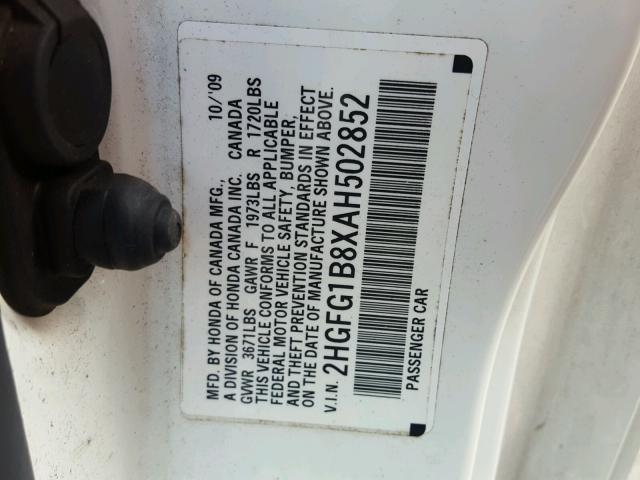 MFD. BY HONDA OF CANADA MFG., 10/'09
A DIVISION OF HONDA CANADA INC. CANADA
GVWR 3671LBS GAWR F 1973LBS R 1720LBS
THIS VEHICLE CONFORMS TO ALL APPLICABLE
FEDERAL MOTOR VEHICLE SAFETY, BUMPER,
AND THEFT PREVENTION STANDARDS IN EFFECT
ON THE DATE OF MANUFACTURE SHOWN ABOVE.
V.I.N. 2HGFG1B8XAH502852
PASSENGER CAR